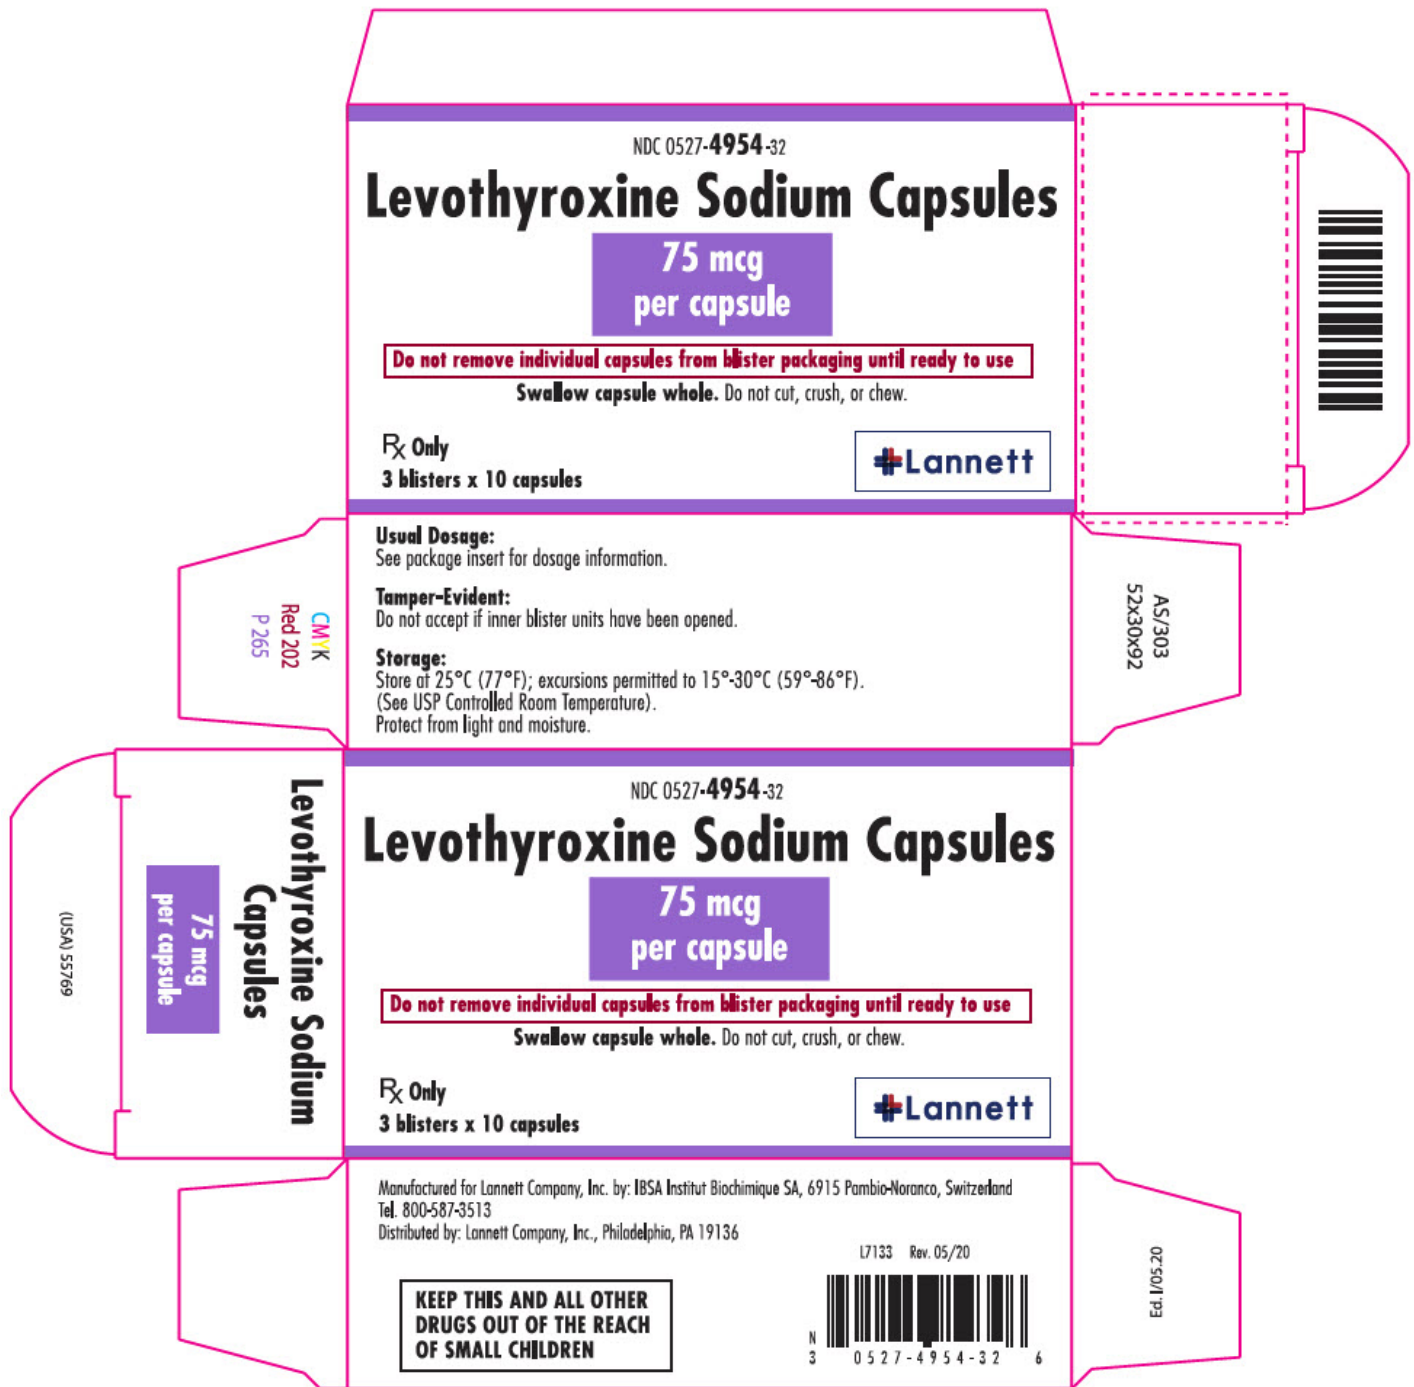 NDC 0527-4954-32
Levothyroxine Sodium Capsules
75 mcg
per capsule
Do not remove individual capsules from blister packaging until ready to use
Swallow capsule whole. Do not cut, crush, or chew.
Rx Only
3 blisters x 10 capsules
Lannett
Usual Dosage:
See package insert for dosage information.
Tamper-Evident:
Do not accept if inner blister units have been opened.
Storage:
Store at 25°C (77°F); excursions permitted to 15°-30°C (59°-86°F).
(See USP Controlled Room Temperature).
Protect from light and moisture.
CMYK
Red 202
P 265
AS/303
52x30x92
NDC 0527-4954-32
Levothyroxine Sodium Capsules
75 mcg
per capsule
Do not remove individual capsules from blister packaging until ready to use
Swallow capsule whole. Do not cut, crush, or chew.
Rx Only
3 blisters x 10 capsules
Lannett
Levothyroxine Sodium
Capsules
75 mcg
per capsule
(USA) 55769
Manufactured for Lannett Company, Inc. by: IBSA Institut Biochimique SA, 6915 Pambio-Noranco, Switzerland
Tel. 800-587-3513
Distributed by: Lannett Company, Inc., Philadelphia, PA 19136
L7133 Rev. 05/20
KEEP THIS AND ALL OTHER
DRUGS OUT OF THE REACH
OF SMALL CHILDREN
N
3 0527-4954-32 6
Ed. I/05.20